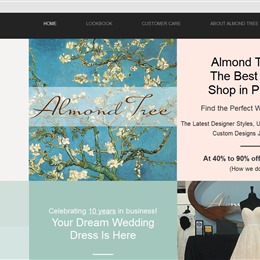 HOME LOOKBOOK CUSTOMER CARE ABOUT ALMOND TREE
Almond Tree
Celebrating 10 years in business!
Your Dream Wedding
Dress Is Here
Almond T
The Best
Shop in P
Find the Perfect W
The Latest Designer Styles, U
Custom Designs J
At 40% to 90% off
(How we do